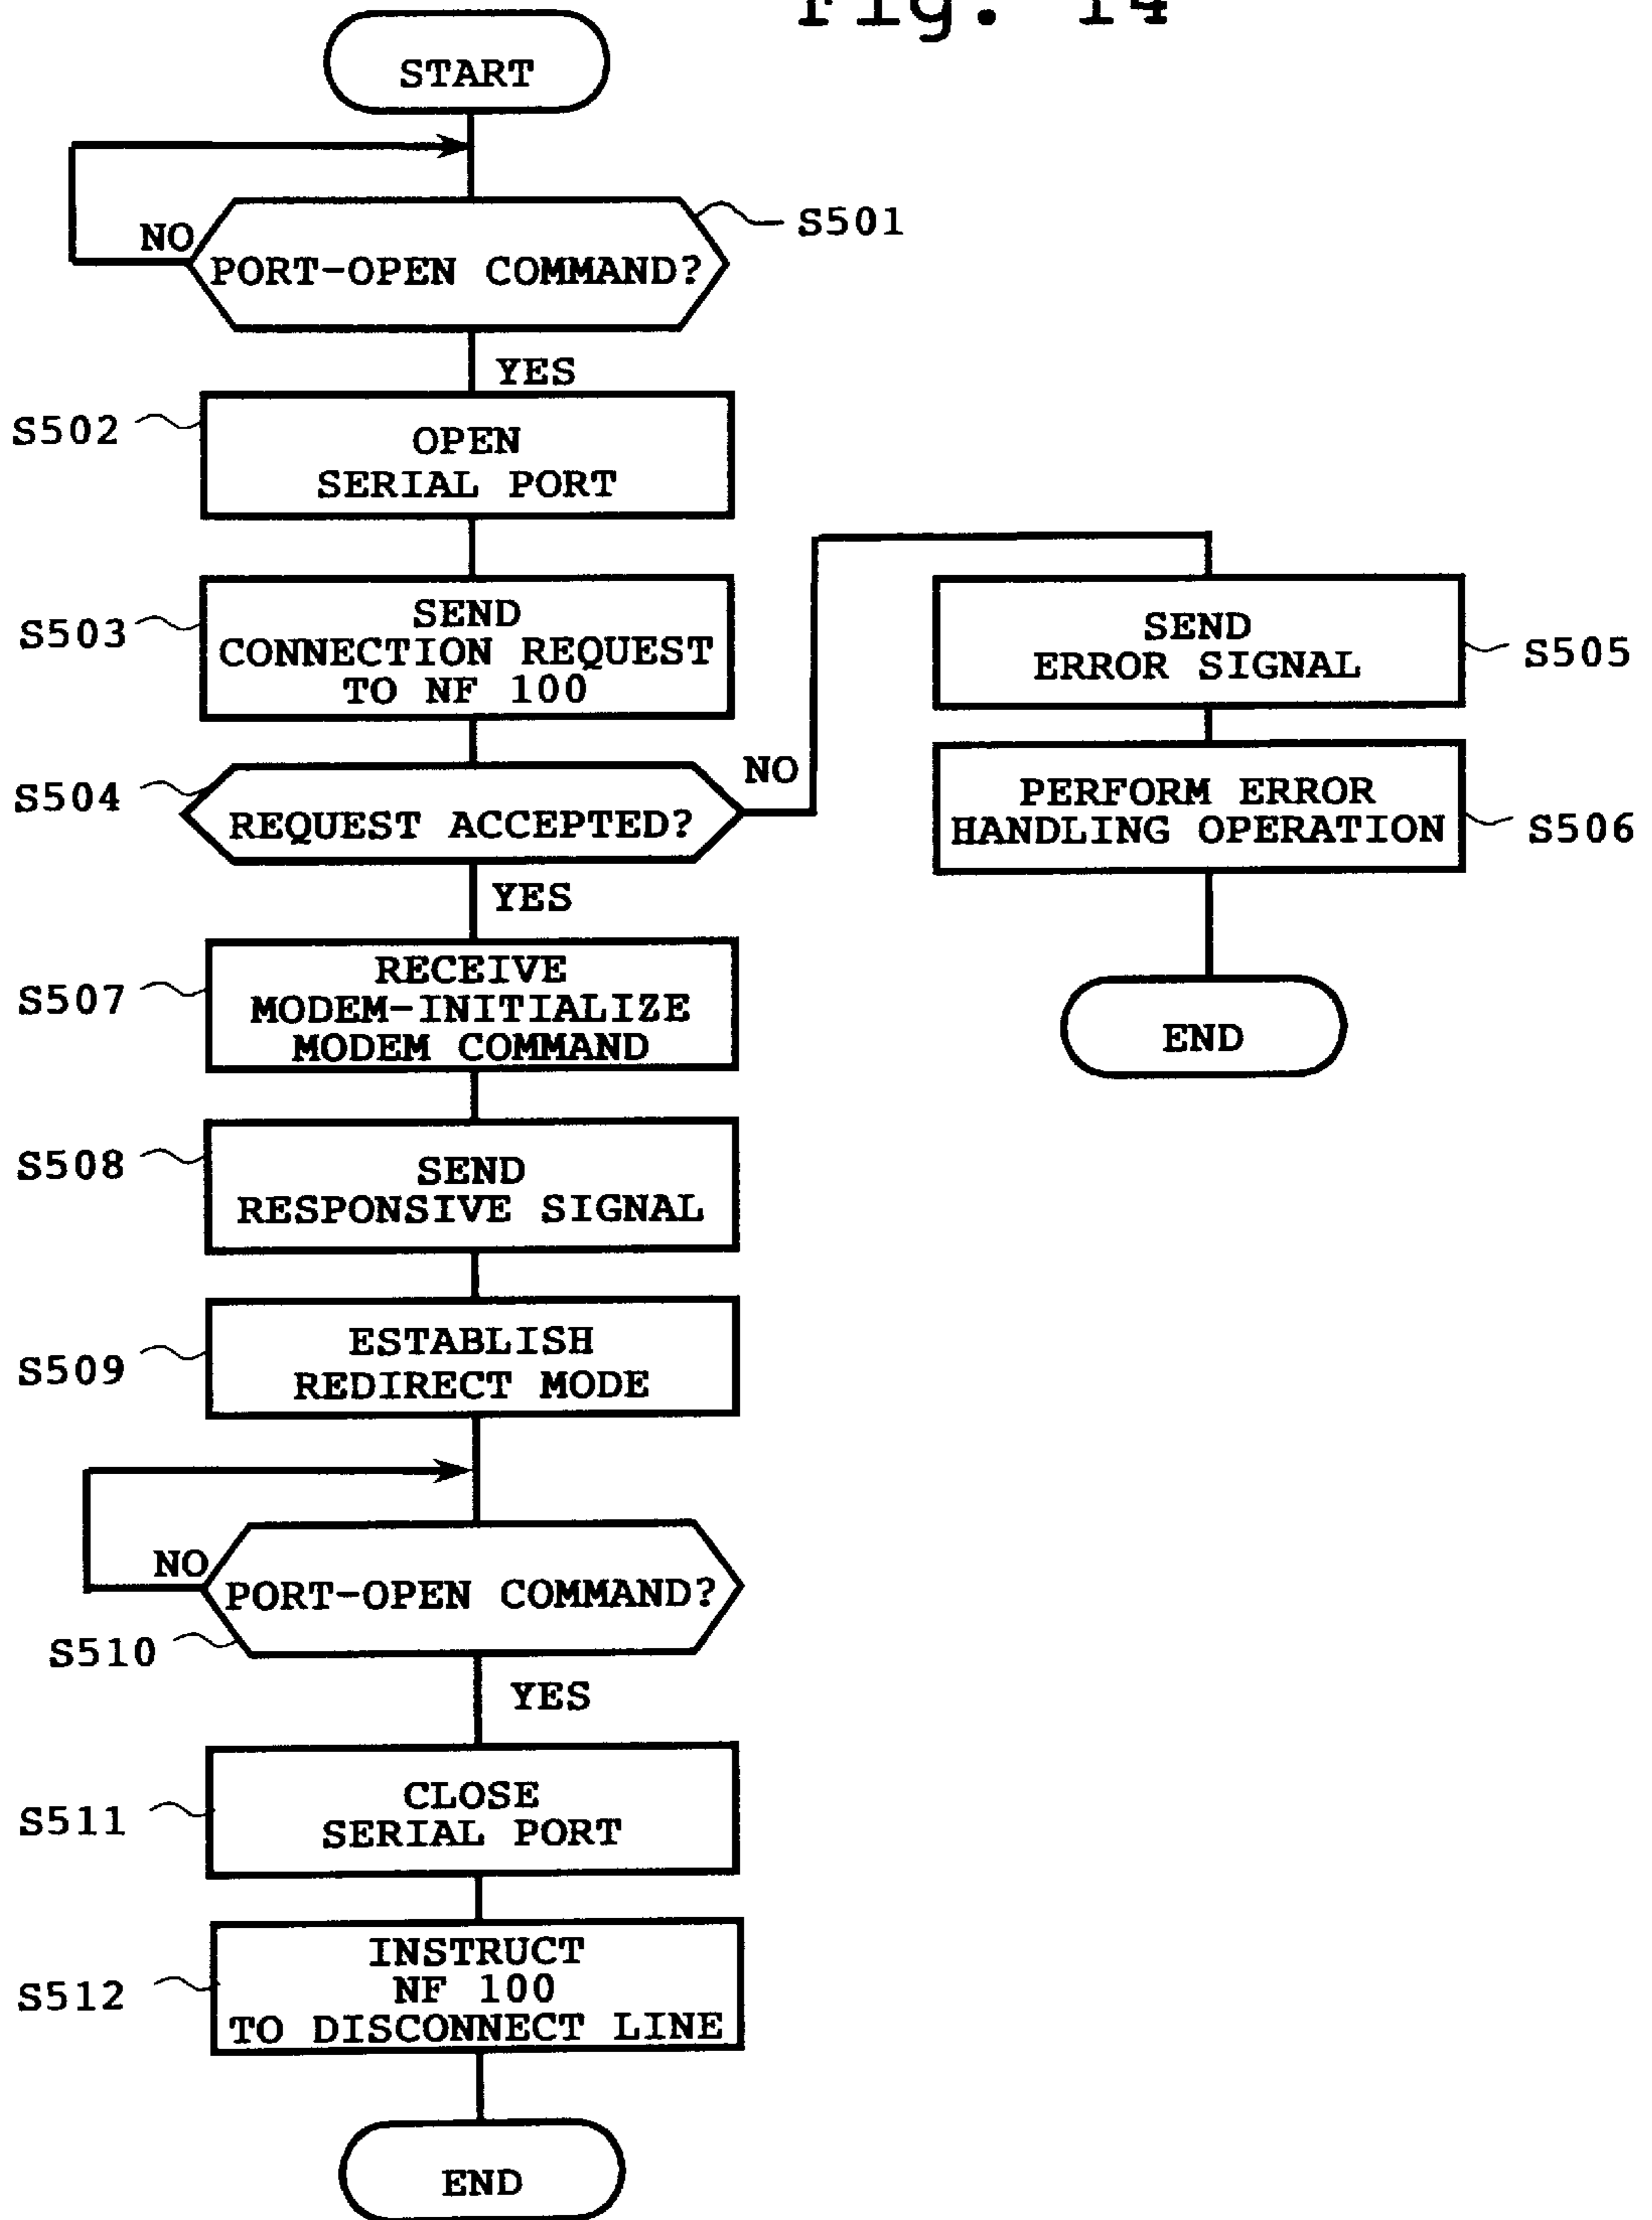 Fig. 14
START
NO
S501
PORT-OPEN COMMAND?
YES
S502
OPEN
SERIAL PORT
S503
SEND
CONNECTION REQUEST
TO NF 100
SEND
ERROR SIGNAL
S505
S504
REQUEST ACCEPTED?
NO
PERFORM ERROR
HANDLING OPERATION
S506
YES
S507
RECEIVE
MODEM-INITIALIZE
MODEM COMMAND
END
S508
SEND
RESPONSIVE SIGNAL
S509
ESTABLISH
REDIRECT MODE
NO
PORT-OPEN COMMAND?
S510
YES
S511
CLOSE
SERIAL PORT
S512
INSTRUCT
NF 100
TO DISCONNECT LINE
END